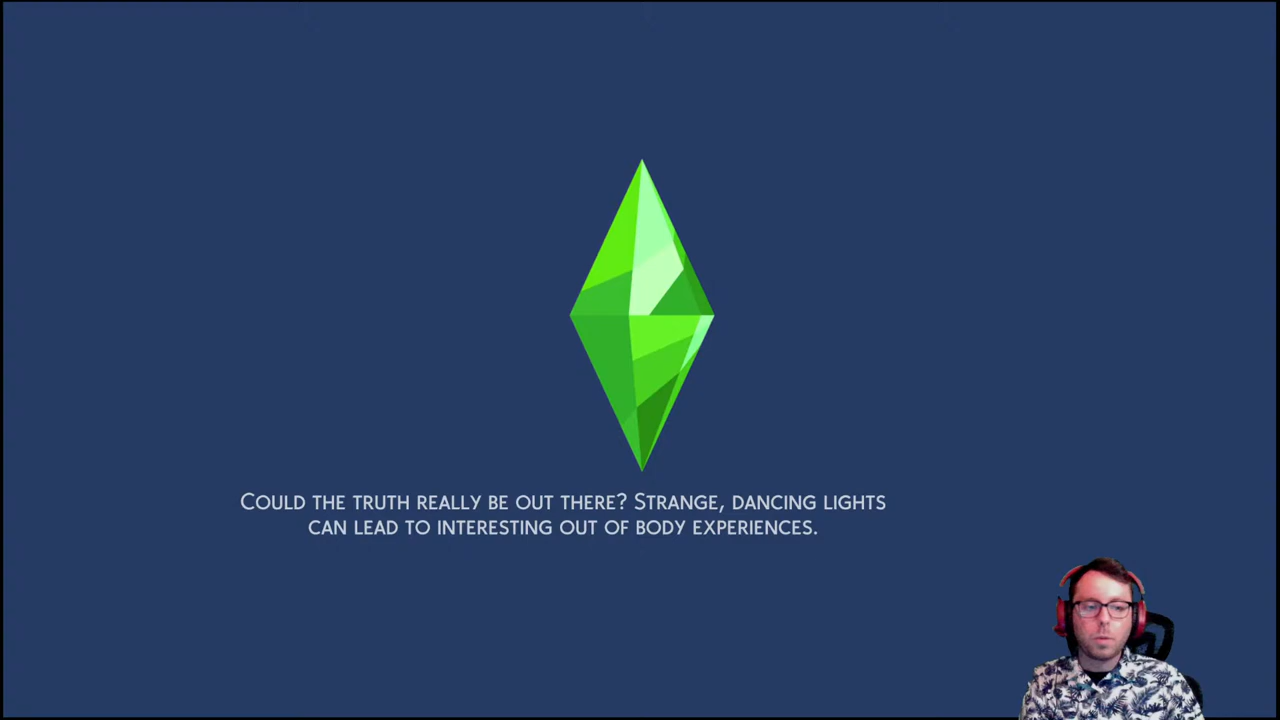 Could the truth really be out there? Strange, dancing lights
can lead to interesting out of body experiences.